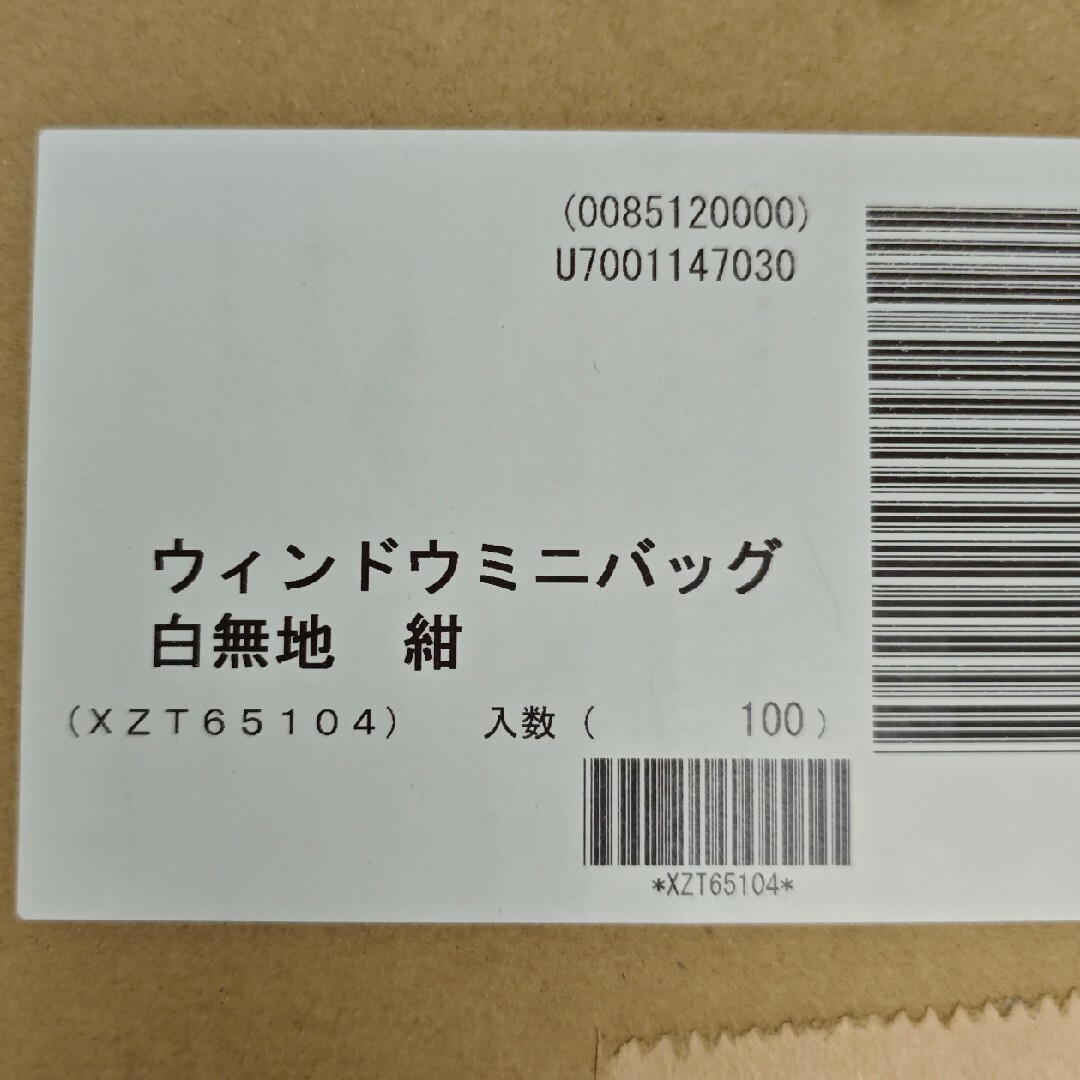 (0085120000)
U7001147030
ウィンドウミニバッグ
白無地　紺
（ＸＺＴ６５１０４）　入数（　　　100）
*XZT65104*